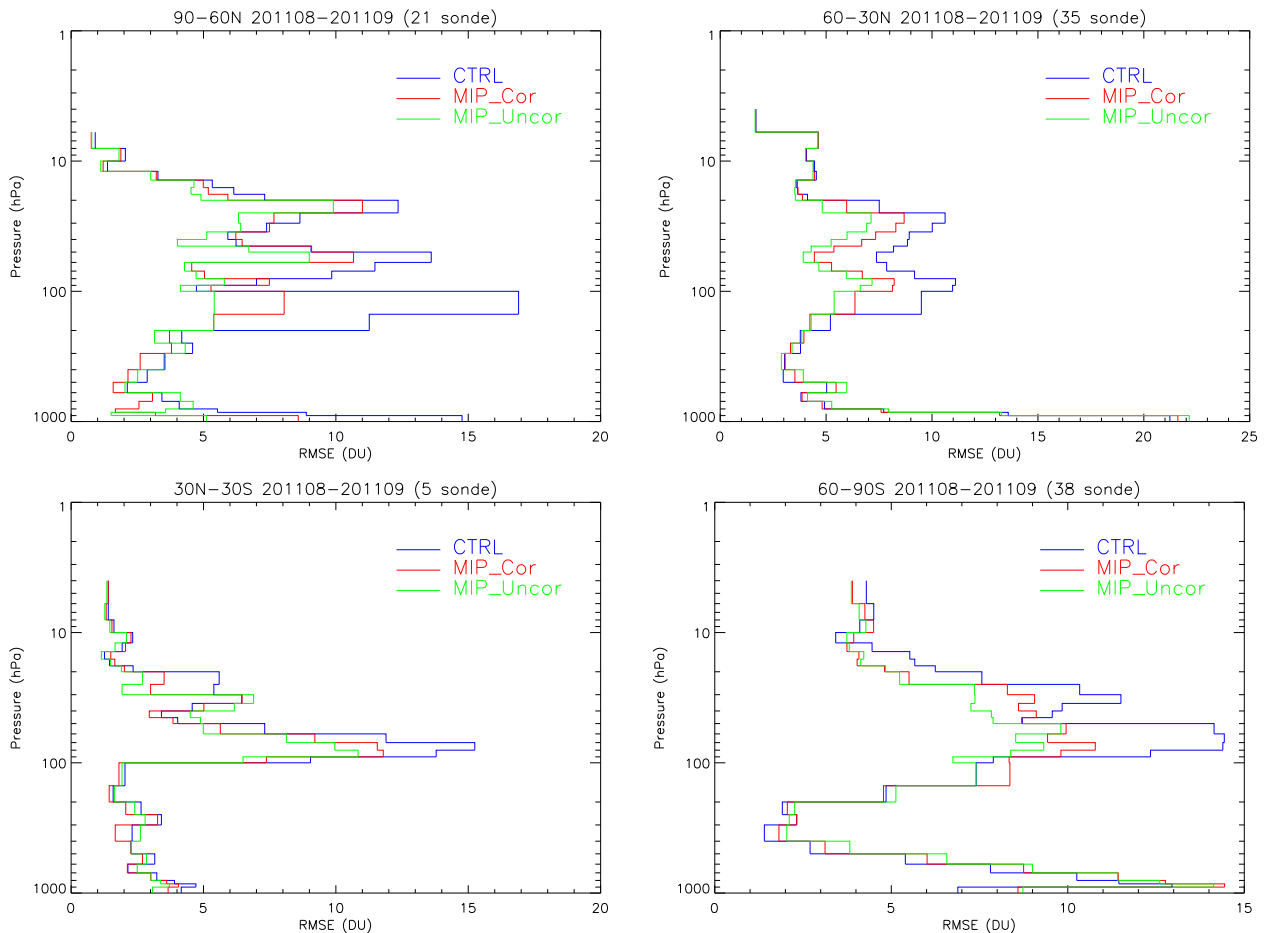 90-60N 201108-201109 (21 sonde)
1
10
100
1000
Pressure (hPa)
CTRL
MIP_Cor
MIP_Uncor
0 5 10 15 20
RMSE (DU)
60-30N 201108-201109 (35 sonde)
1
10
100
1000
Pressure (hPa)
CTRL
MIP_Cor
MIP_Uncor
0 5 10 15 20 25
RMSE (DU)
30N-30S 201108-201109 (5 sonde)
1
10
100
1000
Pressure (hPa)
CTRL
MIP_Cor
MIP_Uncor
0 5 10 15 20
RMSE (DU)
60-90S 201108-201109 (38 sonde)
1
10
100
1000
Pressure (hPa)
CTRL
MIP_Cor
MIP_Uncor
0 5 10 15
RMSE (DU)